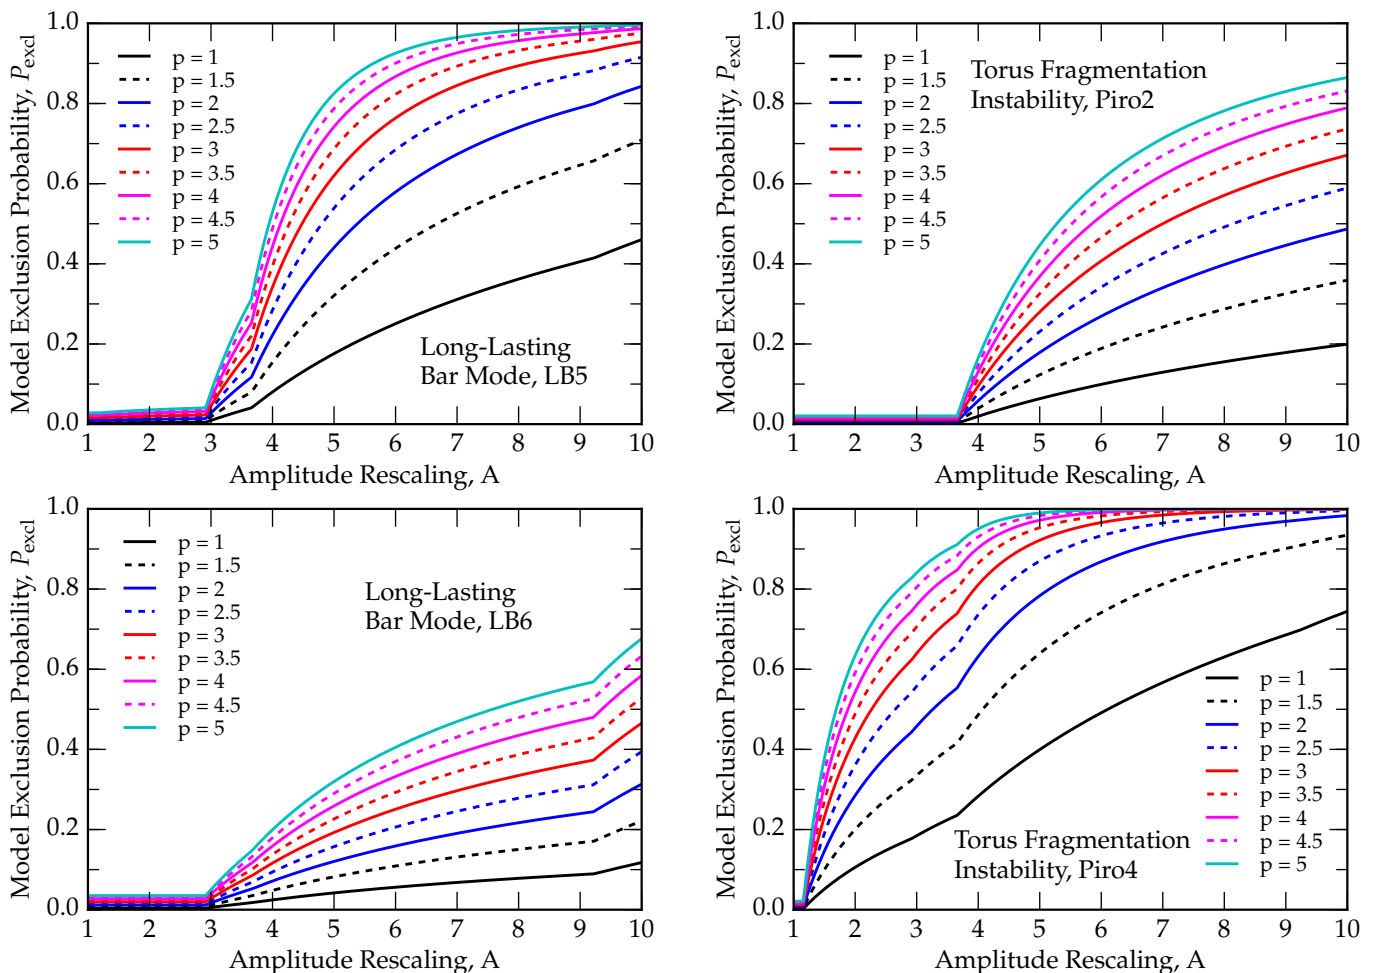 Model Exclusion Probability, P_excl
1.0
0.8
0.6
0.4
0.2
0.0
p = 1
p = 1.5
p = 2
p = 2.5
p = 3
p = 3.5
p = 4
p = 4.5
p = 5
Long-Lasting
Bar Mode, LB5
1 2 3 4 5 6 7 8 9 10
Amplitude Rescaling, A
Model Exclusion Probability, P_excl
1.0
0.8
0.6
0.4
0.2
0.0
p = 1
p = 1.5
p = 2
p = 2.5
p = 3
p = 3.5
p = 4
p = 4.5
p = 5
Torus Fragmentation
Instability, Piro2
1 2 3 4 5 6 7 8 9 10
Amplitude Rescaling, A
Model Exclusion Probability, P_excl
1.0
0.8
0.6
0.4
0.2
0.0
p = 1
p = 1.5
p = 2
p = 2.5
p = 3
p = 3.5
p = 4
p = 4.5
p = 5
Long-Lasting
Bar Mode, LB6
1 2 3 4 5 6 7 8 9 10
Amplitude Rescaling, A
Model Exclusion Probability, P_excl
1.0
0.8
0.6
0.4
0.2
0.0
p = 1
p = 1.5
p = 2
p = 2.5
p = 3
p = 3.5
p = 4
p = 4.5
p = 5
Torus Fragmentation
Instability, Piro4
1 2 3 4 5 6 7 8 9 10
Amplitude Rescaling, A